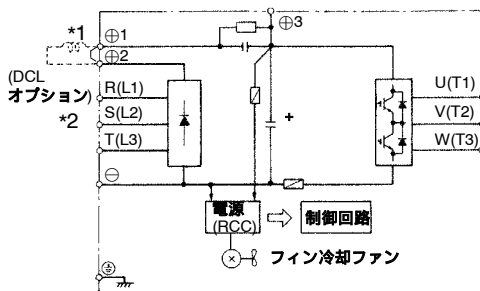 *1
⊕1
⊕2
⊕3
(DCL
オプション)
*2
R(L1)
S(L2)
T(L3)
U(T1)
V(T2)
W(T3)
+
⊖
電源
(RCC)
制御回路
フィン冷却ファン